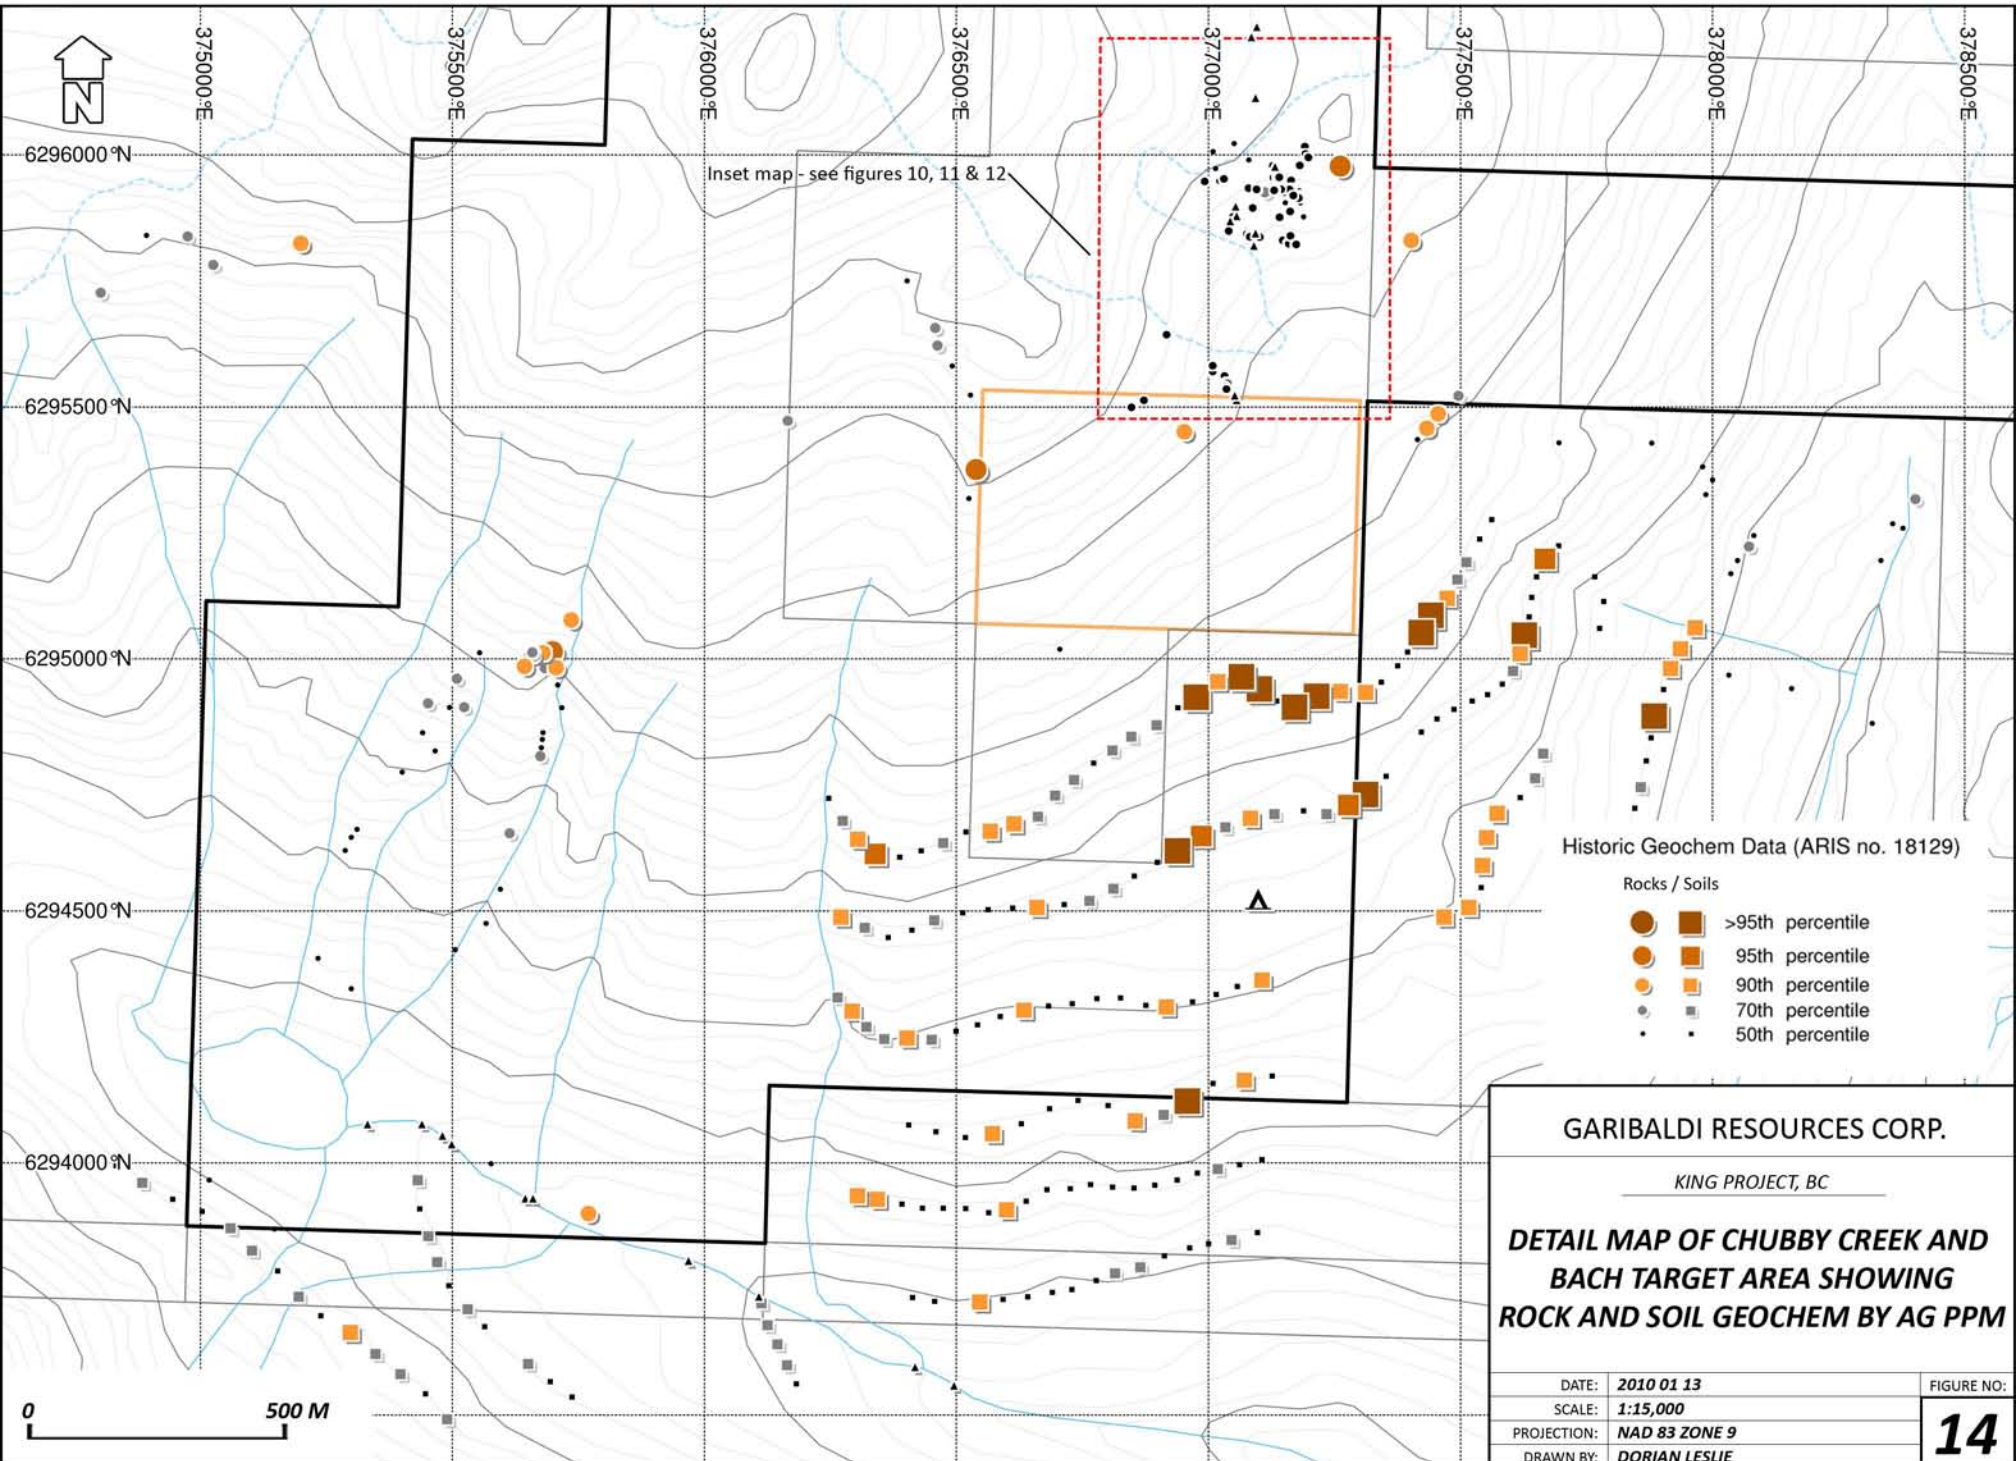 N
375000°E
375500°E
376000°E
376500°E
377000°E
377500°E
378000°E
378500°E
6296000°N
Inset map - see figures 10, 11 & 12
6295500°N
6295000°N
6294500°N
6294000°N
Historic Geochem Data (ARIS no. 18129)
Rocks / Soils
>95th percentile
95th percentile
90th percentile
70th percentile
50th percentile
0 500 M
GARIBALDI RESOURCES CORP.
KING PROJECT, BC
DETAIL MAP OF CHUBBY CREEK AND
BACH TARGET AREA SHOWING
ROCK AND SOIL GEOCHEM BY AG PPM
DATE: 2010 01 13
SCALE: 1:15,000
PROJECTION: NAD 83 ZONE 9
DRAWN BY: DORIAN LESLIE
FIGURE NO:
14